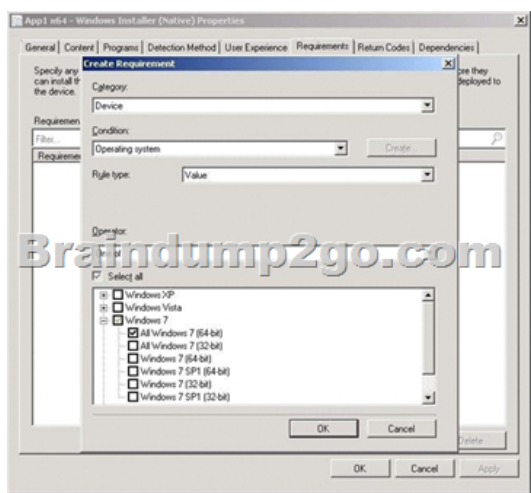 App1 x64 - Windows Installer (Native) Properties
General Content Programs Detection Method User Experience Requirements Return Codes Dependencies
Specify any
can install th
the device.
ore they
deployed to
Requiremen
Filter...
Requireme
Create Requirement
Category:
Device
Condition:
Operating system
Create...
Rule type:
Value
Operator:
Braindump2go.com
Select all
Windows XP
Windows Vista
Windows 7
All Windows 7 (64-bit)
All Windows 7 (32-bit)
Windows 7 (64-bit)
Windows 7 SP1 (64-bit)
Windows 7 (32-bit)
Windows 7 SP1 (32-bit)
OK
Cancel
Delete
OK
Cancel
Apply